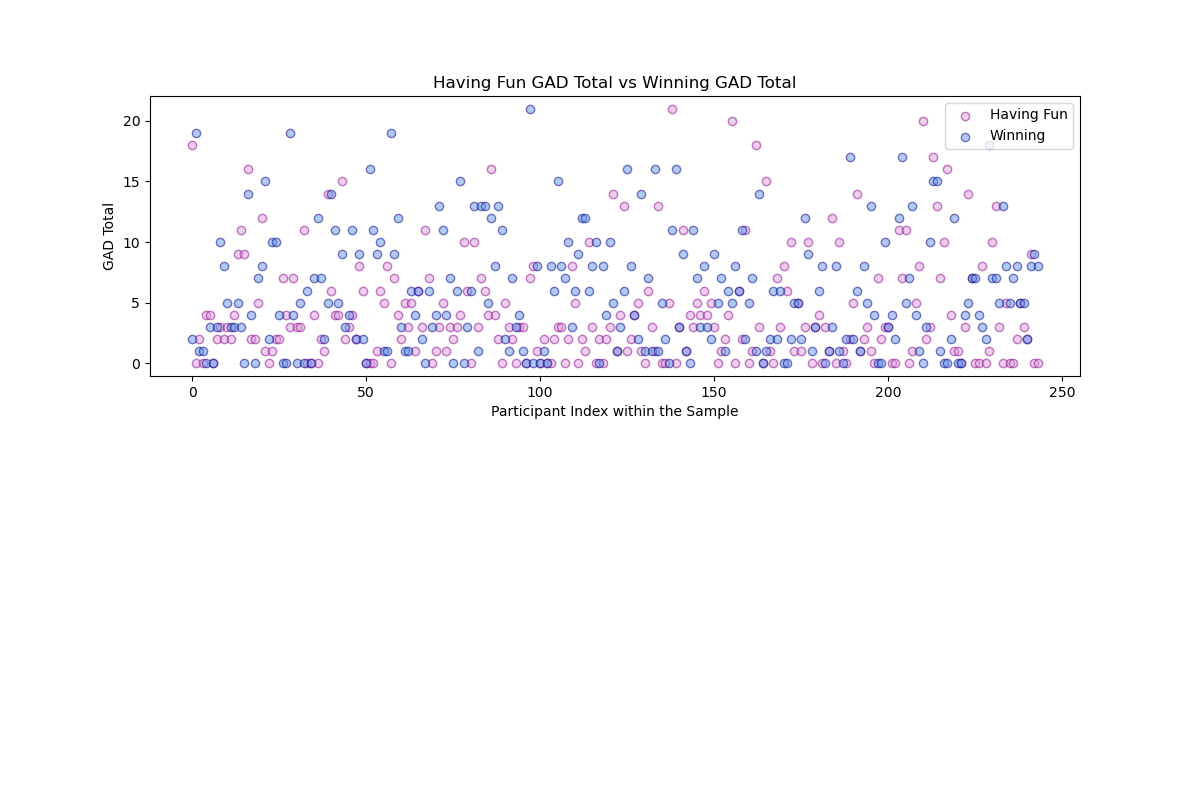 Having Fun GAD Total vs Winning GAD Total
GAD Total
20
15
10
5
0
Having Fun
Winning
0 50 100 150 200 250
Participant Index within the Sample